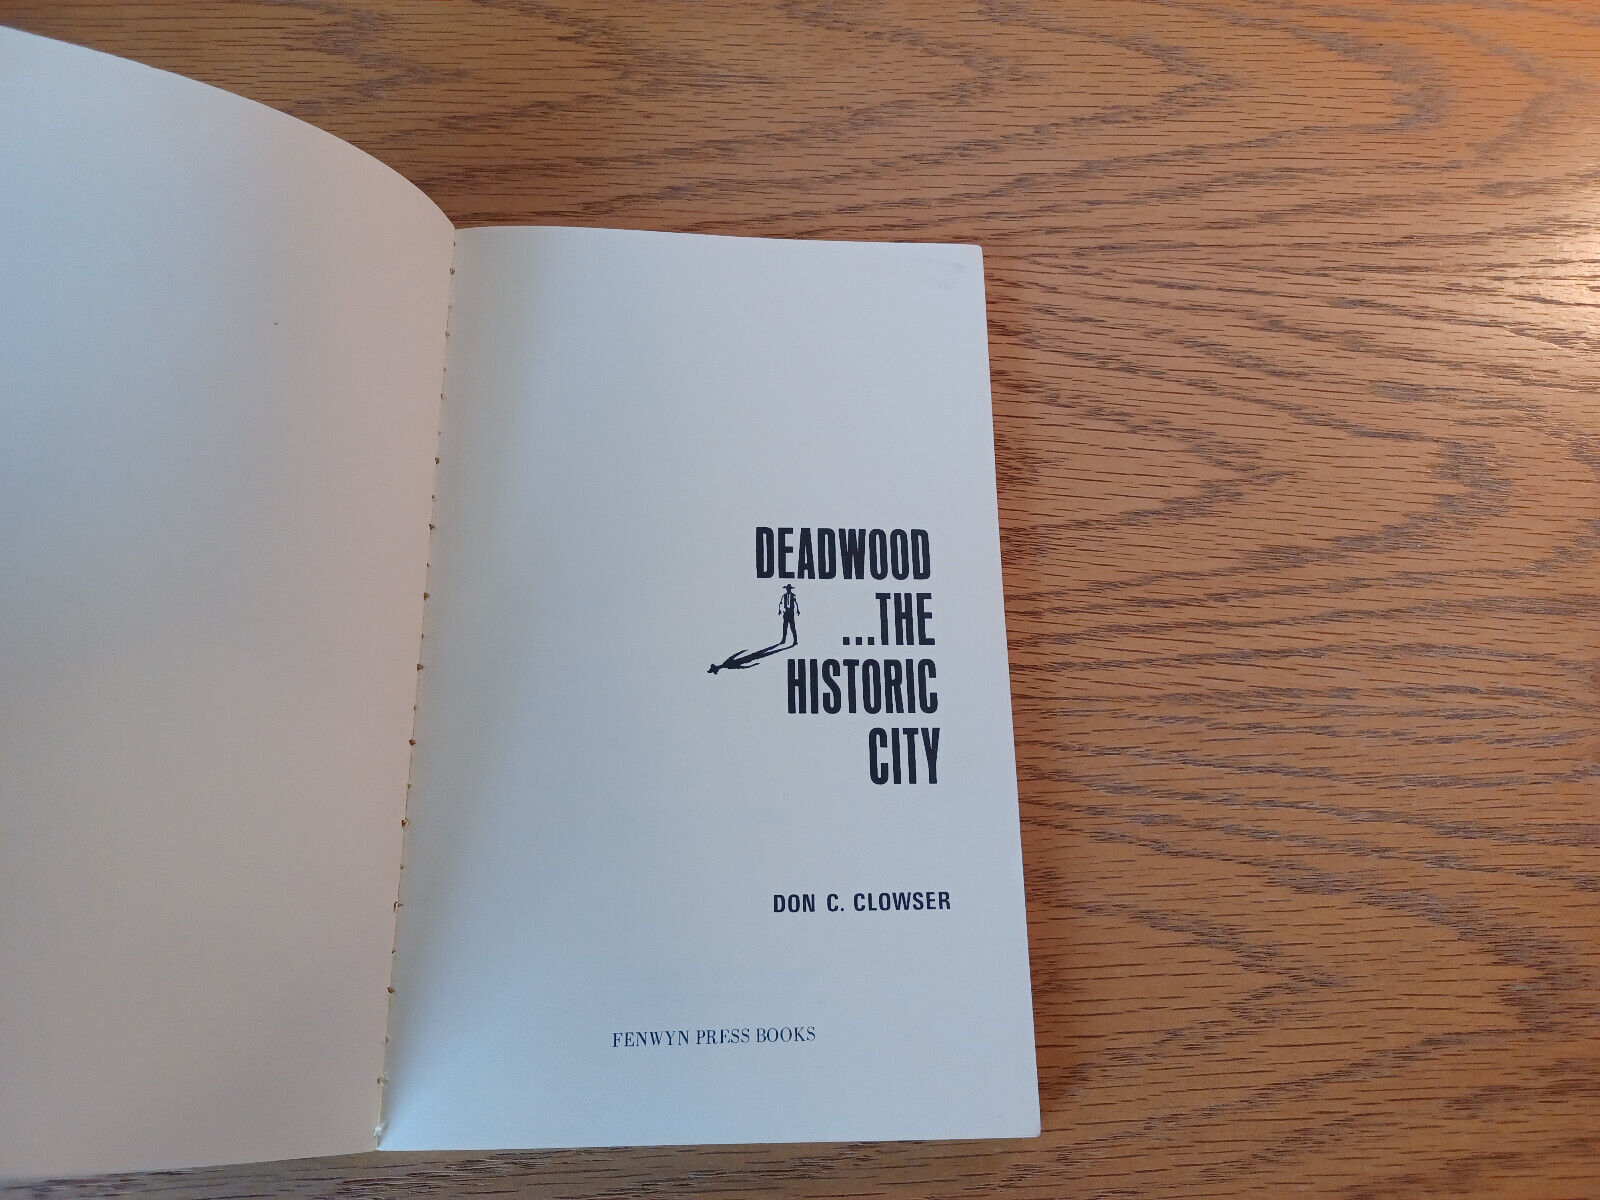 DEADWOOD
...THE
HISTORIC
CITY
DON C. CLOWSER
FENWYN PRESS BOOKS